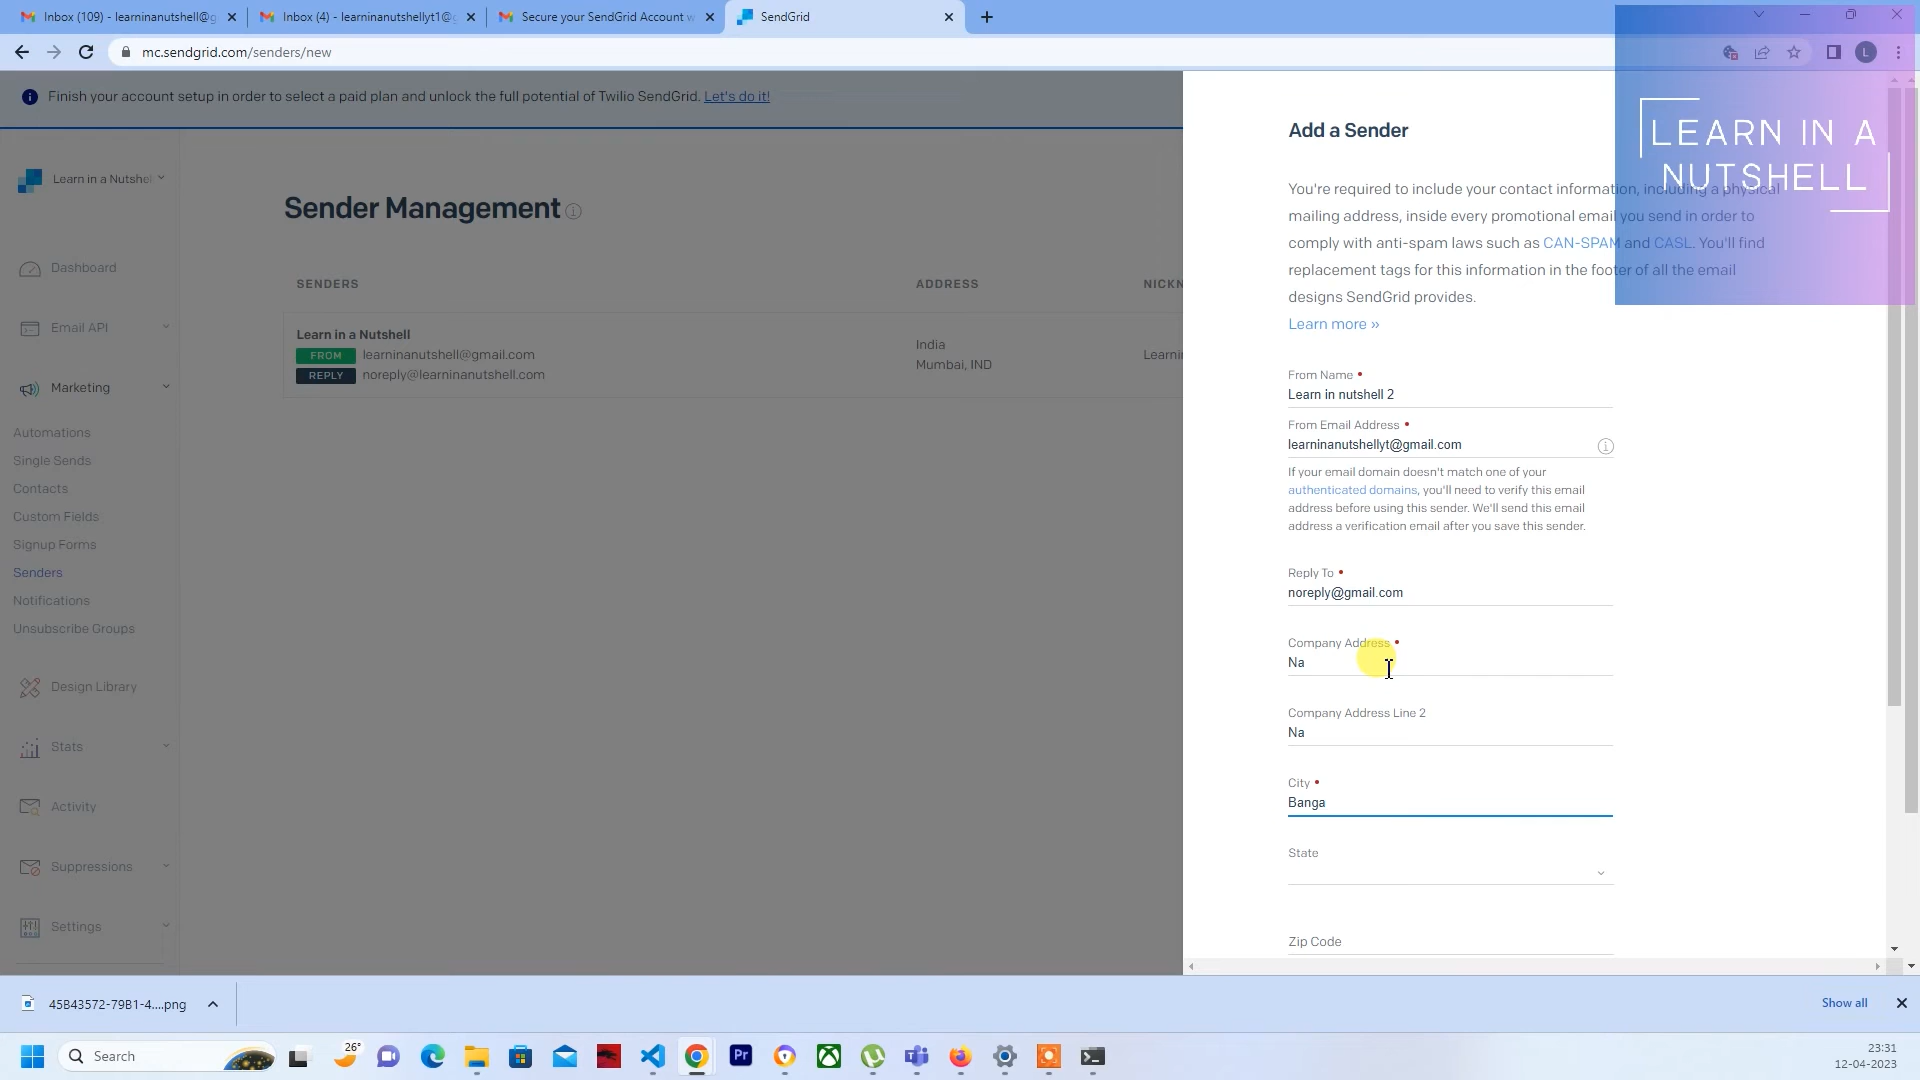 Inbox (109) - learninanutshell@g
Inbox (4) - learninanutshellyt1@g
Secure your SendGrid Account w
SendGrid
mc.sendgrid.com/senders/new
L
Finish your account setup in order to select a paid plan and unlock the full potential of Twilio SendGrid. Let's do it!
Learn in a Nutshel
Dashboard
Email API
Marketing
Automations
Single Sends
Contacts
Custom Fields
Signup Forms
Senders
Notifications
Unsubscribe Groups
Design Library
Stats
Activity
Suppressions
Settings
Sender Management
SENDERS
ADDRESS
NICKN
Learn in a Nutshell
FROM learninanutshell@gmail.com
REPLY noreply@learninanutshell.com
India
Mumbai, IND
Learnin
Add a Sender
You're required to include your contact information, including a physical
mailing address, inside every promotional email you send in order to
comply with anti-spam laws such as CAN-SPAM and CASL. You'll find
replacement tags for this information in the footer of all the email
designs SendGrid provides.
Learn more »
From Name •
Learn in nutshell 2
From Email Address •
learninanutshellyt@gmail.com
If your email domain doesn't match one of your
authenticated domains, you'll need to verify this email
address before using this sender. We'll send this email
address a verification email after you save this sender.
Reply To •
noreply@gmail.com
Company Address •
Na
Company Address Line 2
Na
City •
Banga
State
Zip Code
LEARN IN A
NUTSHELL
45B43572-79B1-4....png
Show all
Search
26°
Pr
23:31
12-04-2023